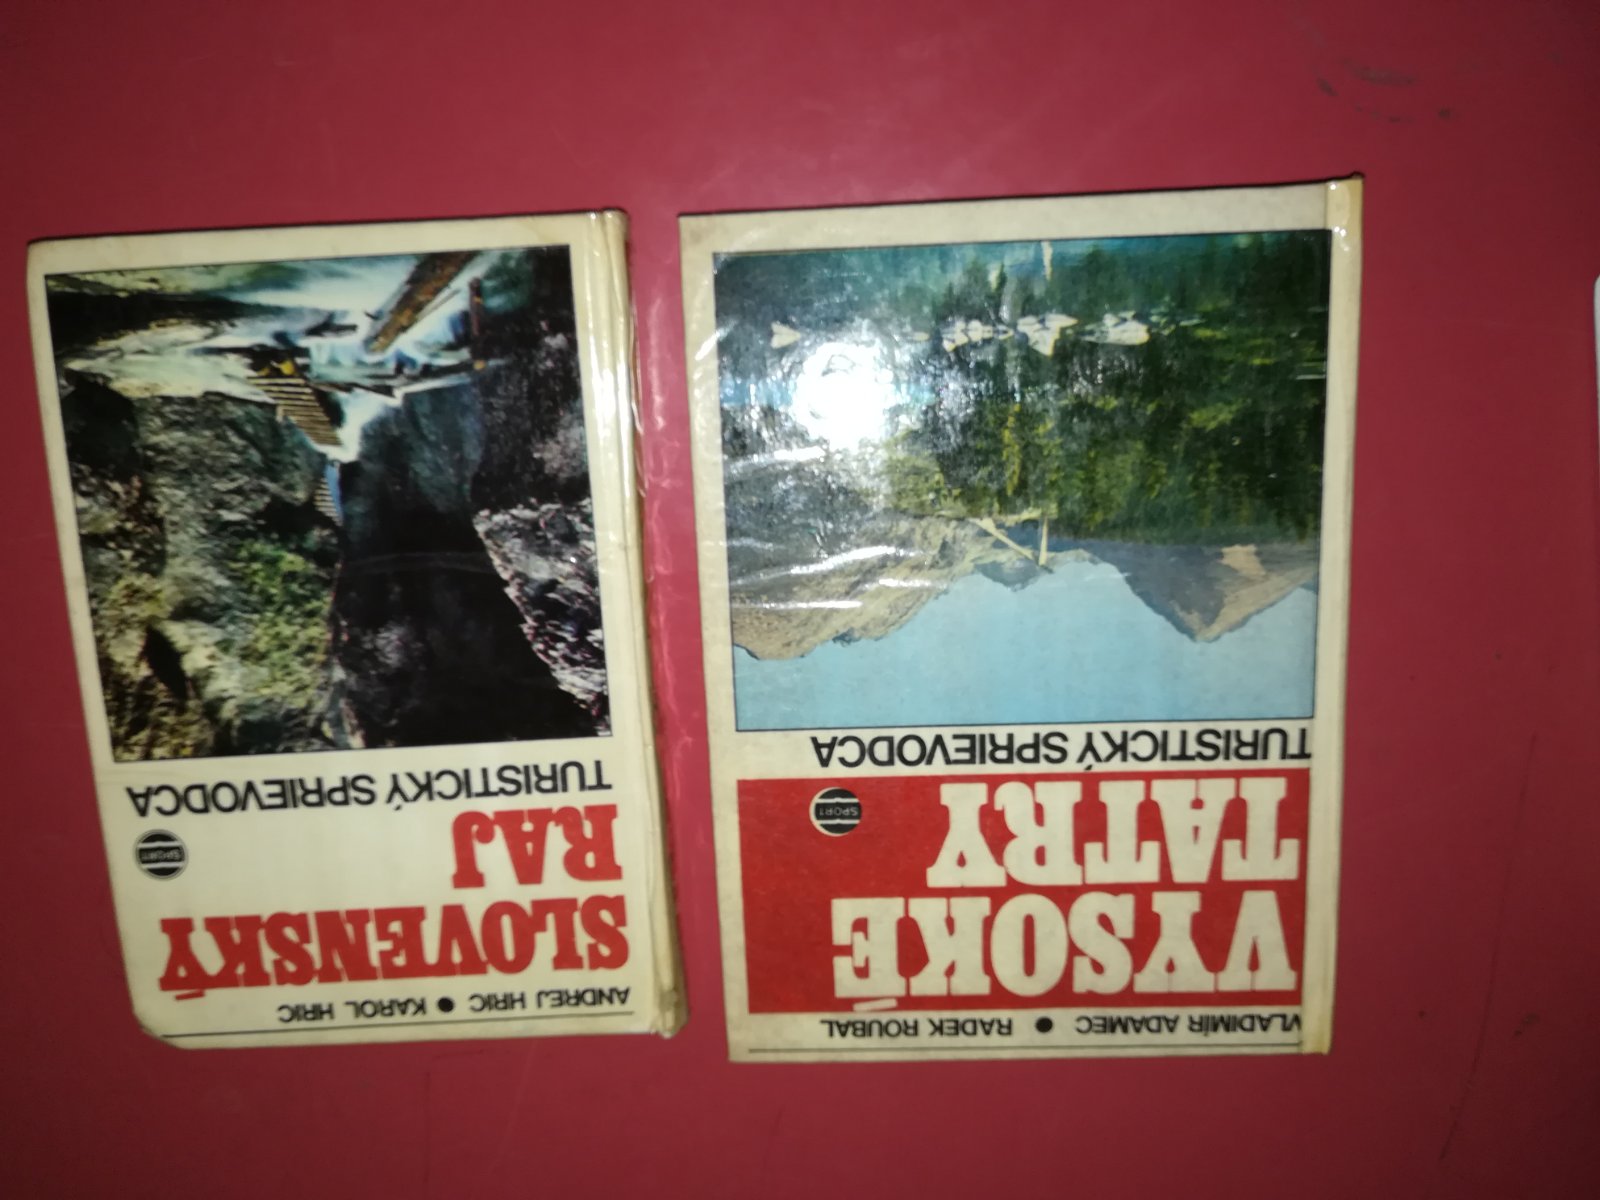 VLADIMÍR ADAMEC ● RADEK ROUBAL
VYSOKÉ
TATRY
SPORT
TURISTICKÝ SPRIEVODCA
ANDREJ HRIC ● KAROL HRIC
SLOVENSKÝ
RAJ
SPORT
TURISTICKÝ SPRIEVODCA